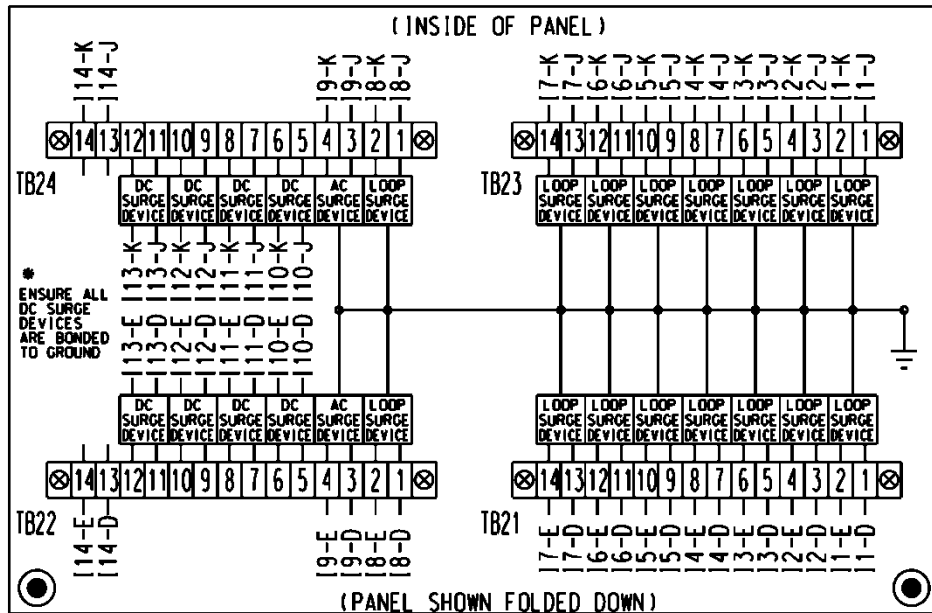 (INSIDE OF PANEL)
I14-K
I14-J
I9-K
I9-J
I8-K
I8-J
I7-K
I7-J
I6-K
I6-J
I5-K
I5-J
I4-K
I4-J
I3-K
I3-J
I2-K
I2-J
I1-K
I1-J
14 13 12 11 10 9 8 7 6 5 4 3 2 1
14 13 12 11 10 9 8 7 6 5 4 3 2 1
TB24
DC SURGE DEVICE
DC SURGE DEVICE
DC SURGE DEVICE
DC SURGE DEVICE
AC SURGE DEVICE
LOOP SURGE DEVICE
TB23
LOOP SURGE DEVICE
LOOP SURGE DEVICE
LOOP SURGE DEVICE
LOOP SURGE DEVICE
LOOP SURGE DEVICE
LOOP SURGE DEVICE
LOOP SURGE DEVICE
I13-K
I13-J
I12-K
I12-J
I11-K
I11-J
I10-K
I10-J
*
ENSURE ALL
DC SURGE
DEVICES
ARE BONDED
TO GROUND
I13-E
I13-D
I12-E
I12-D
I11-E
I11-D
I10-E
I10-D
DC SURGE DEVICE
DC SURGE DEVICE
DC SURGE DEVICE
DC SURGE DEVICE
AC SURGE DEVICE
LOOP SURGE DEVICE
LOOP SURGE DEVICE
LOOP SURGE DEVICE
LOOP SURGE DEVICE
LOOP SURGE DEVICE
LOOP SURGE DEVICE
LOOP SURGE DEVICE
LOOP SURGE DEVICE
14 13 12 11 10 9 8 7 6 5 4 3 2 1
14 13 12 11 10 9 8 7 6 5 4 3 2 1
TB22
I14-E
I14-D
I9-E
I9-D
I8-E
I8-D
TB21
I7-E
I7-D
I6-E
I6-D
I5-E
I5-D
I4-E
I4-D
I3-E
I3-D
I2-E
I2-D
I1-E
I1-D
(PANEL SHOWN FOLDED DOWN)